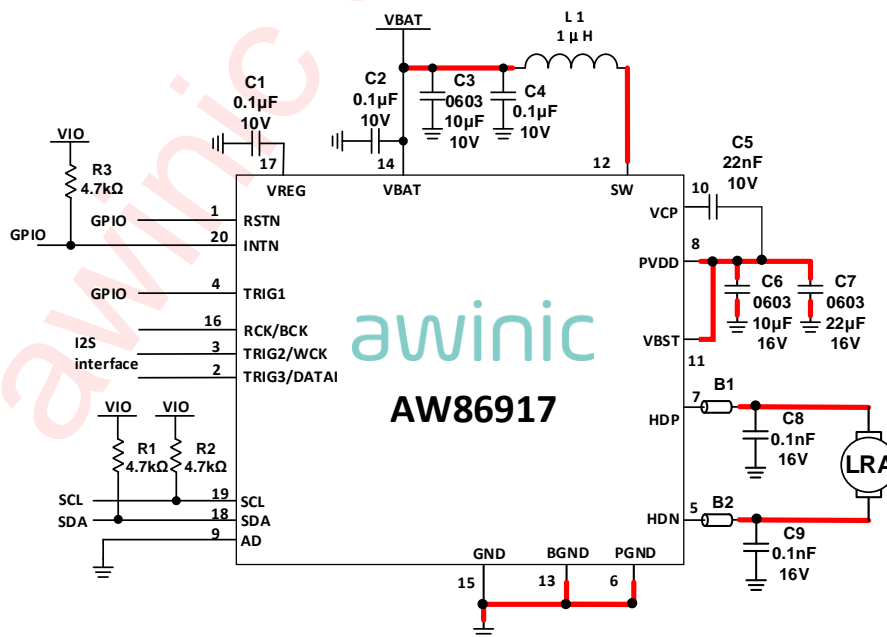 VBAT
L 1
1 µ H
C1
0.1µF
10V
C2
0.1µF
10V
C3
0603
10µF
10V
C4
0.1µF
10V
VIO
R3
4.7kΩ
17
14
12
C5
22nF
10V
VREG
VBAT
SW
10
VCP
GPIO
1
RSTN
GPIO
20
INTN
8
PVDD
GPIO
4
TRIG1
C6
0603
10µF
16V
C7
0603
22µF
16V
I2S
interface
16
RCK/BCK
3
TRIG2/WCK
2
TRIG3/DATAI
VBST
11
awinic
AW86917
7
HDP
B1
C8
0.1nF
16V
LRA
VIO
VIO
R1
4.7kΩ
R2
4.7kΩ
SCL
19
SCL
SDA
18
SDA
9
AD
5
HDN
B2
C9
0.1nF
16V
GND
BGND
PGND
15
13
6
awinic